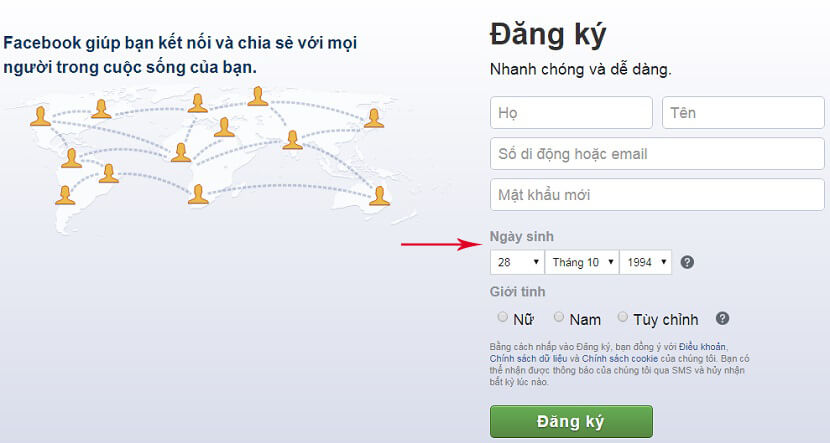 Facebook giúp bạn kết nối và chia sẻ với mọi
người trong cuộc sống của bạn.
Đăng ký
Nhanh chóng và dễ dàng.
Họ Tên
Số di động hoặc email
Mật khẩu mới
Ngày sinh
28 Tháng 10 1994 ?
Giới tính
Nữ Nam Tùy chỉnh ?
Bằng cách nhấp vào Đăng ký, bạn đồng ý với Điều khoản,
Chính sách dữ liệu và Chính sách cookie của chúng tôi. Bạn có
thể nhận được thông báo của chúng tôi qua SMS và hủy nhận
bất kỳ lúc nào.
Đăng ký